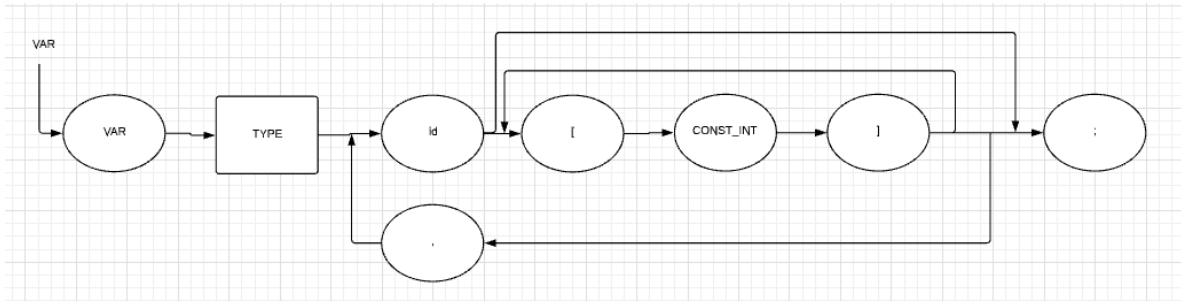 VAR
VAR TYPE id [ CONST_INT ] ;
,